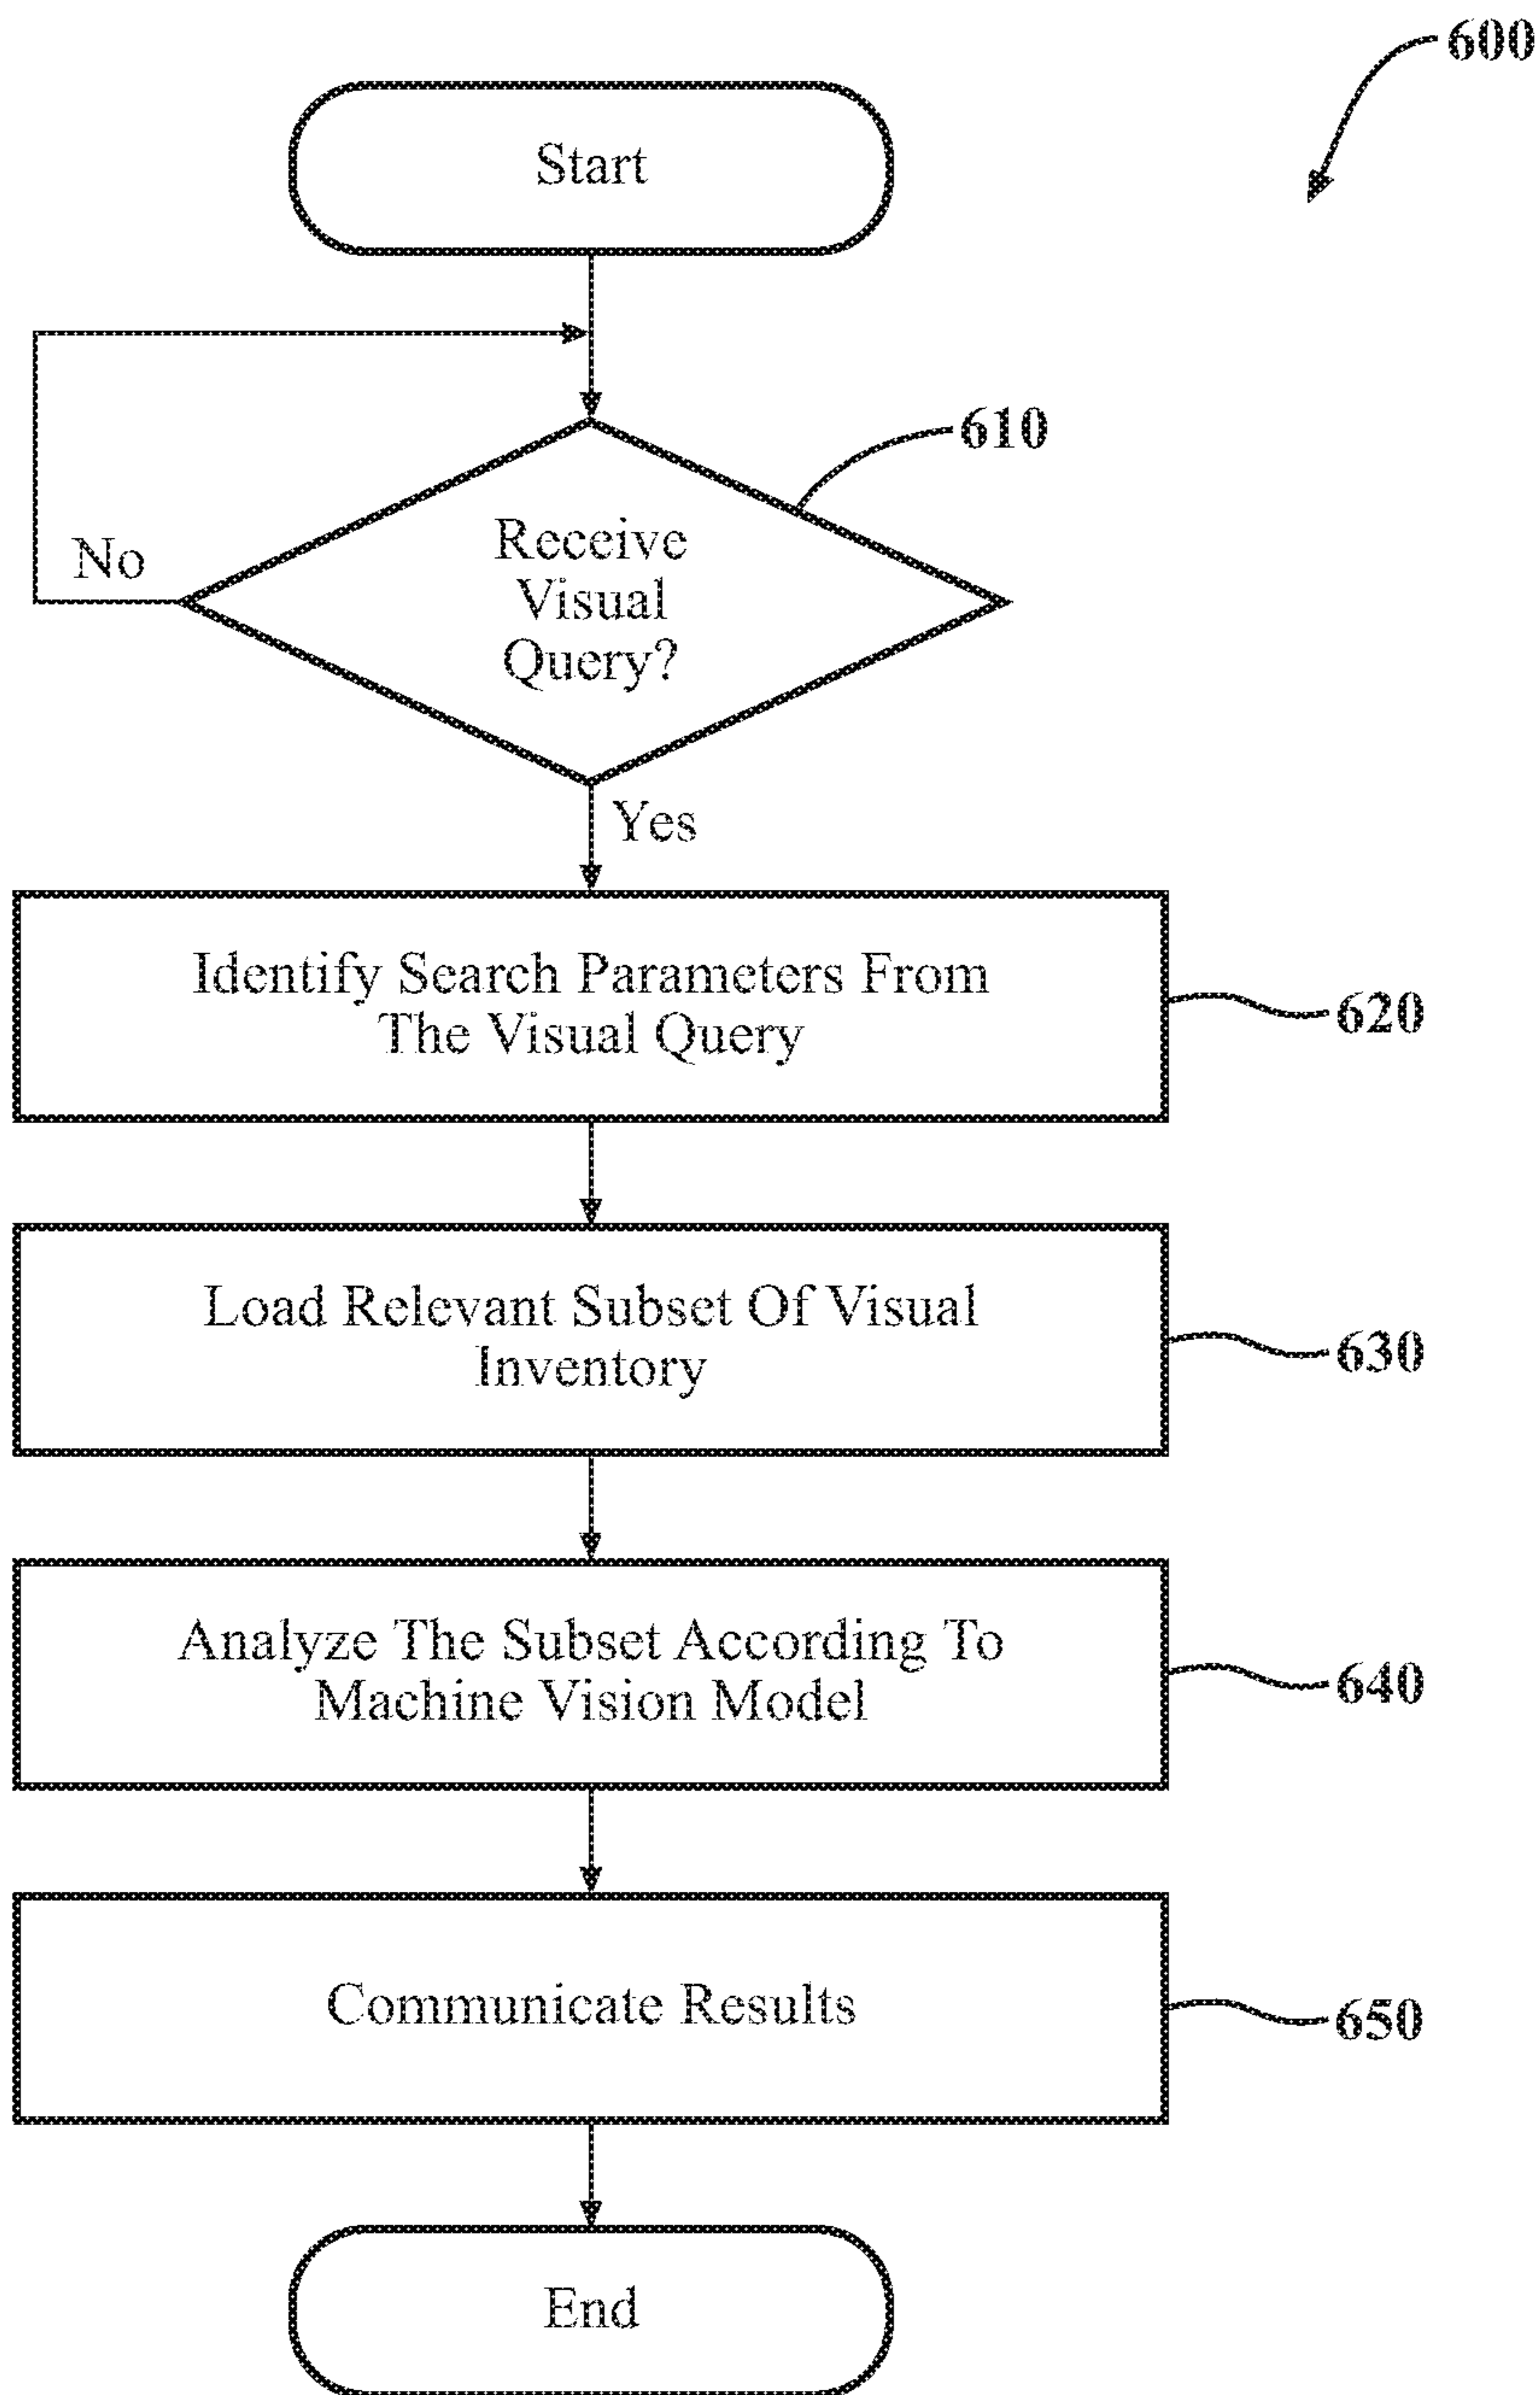 600
Start
610
Receive
Visual
Query?
No
Yes
Identify Search Parameters From
The Visual Query
620
Load Relevant Subset Of Visual
Inventory
630
Analyze The Subset According To
Machine Vision Model
640
Communicate Results
650
End